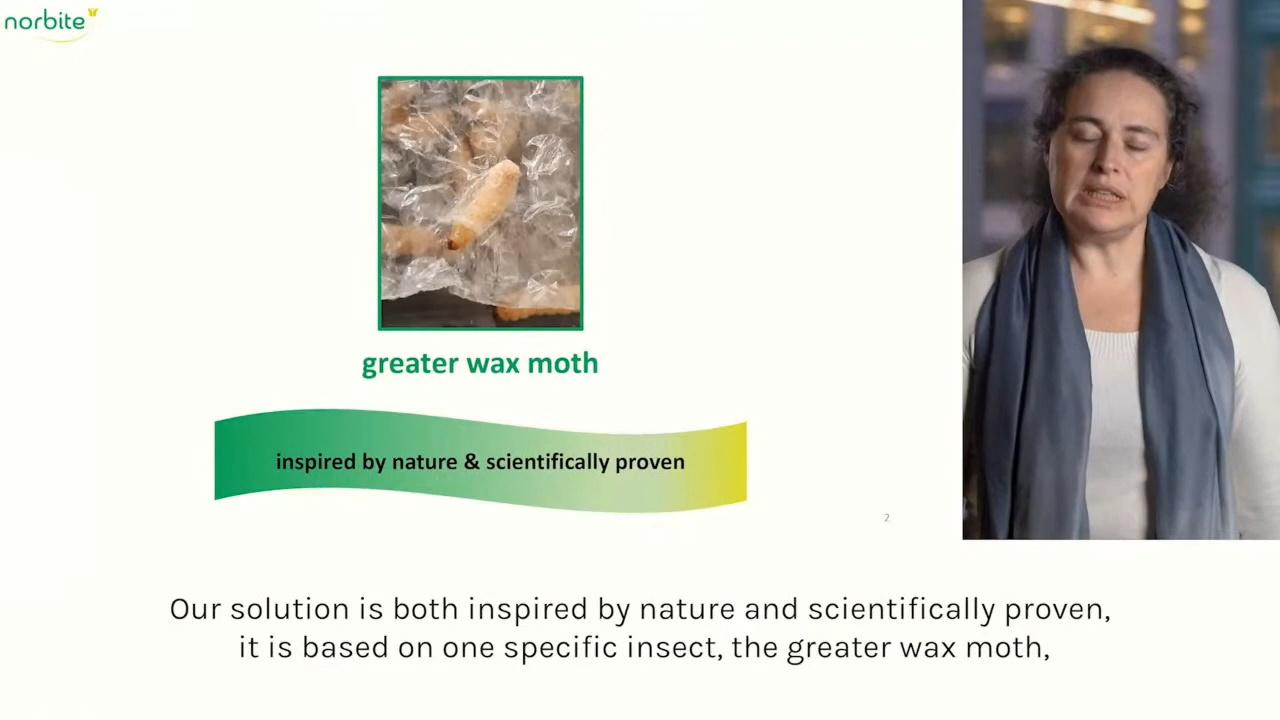 norbite
greater wax moth
inspired by nature & scientifically proven
2
Our solution is both inspired by nature and scientifically proven,
it is based on one specific insect, the greater wax moth,